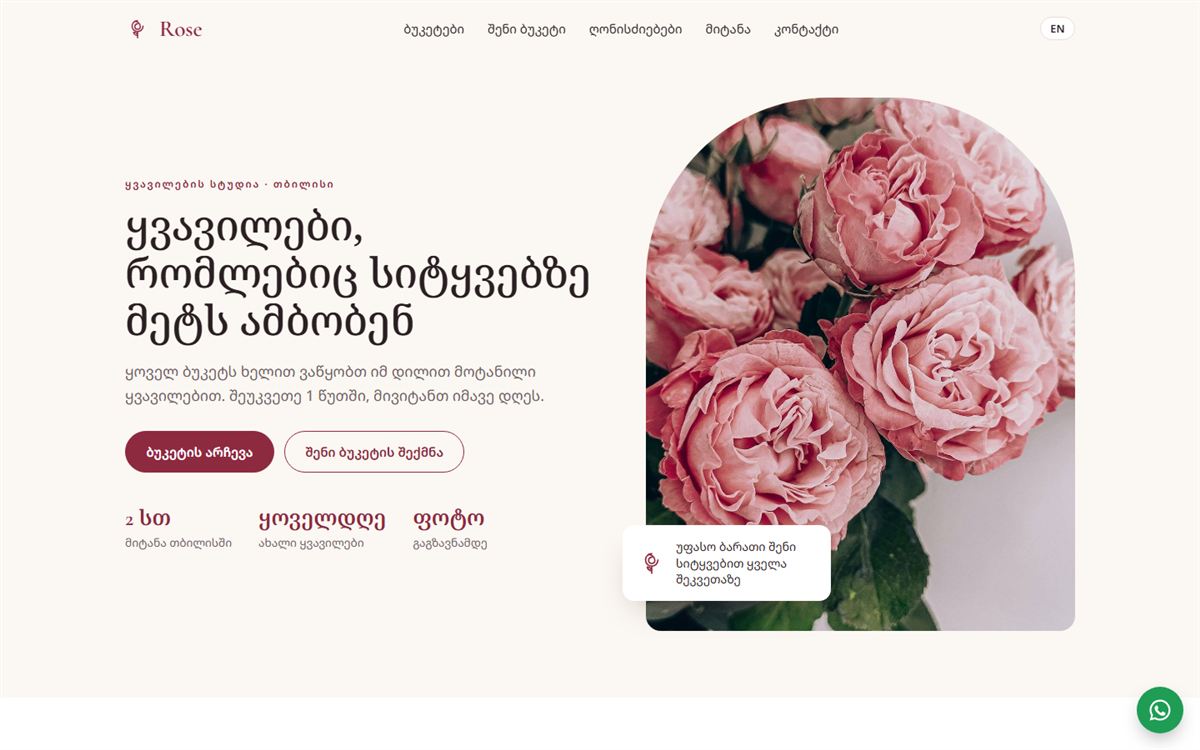 Rose
ბუკეტები
შენი ბუკეტი
ღონისძიებები
მიტანა
კონტაქტი
EN
ყვავილების სტუდია · თბილისი
ყვავილები,
რომლებიც სიტყვებზე
მეტს ამბობენ
ყოველ ბუკეტს ხელით ვაწყობთ იმ დილით მოტანილი
ყვავილებით. შეუკვეთე 1 წუთში, მივიტანთ იმავე დღეს.
ბუკეტის არჩევა
შენი ბუკეტის შექმნა
2 სთ
მიტანა თბილისში
ყოველდღე
ახალი ყვავილები
ფოტო
გაგზავნამდე
უფასო ბარათი შენი
სიტყვებით ყველა
შეკვეთაზე